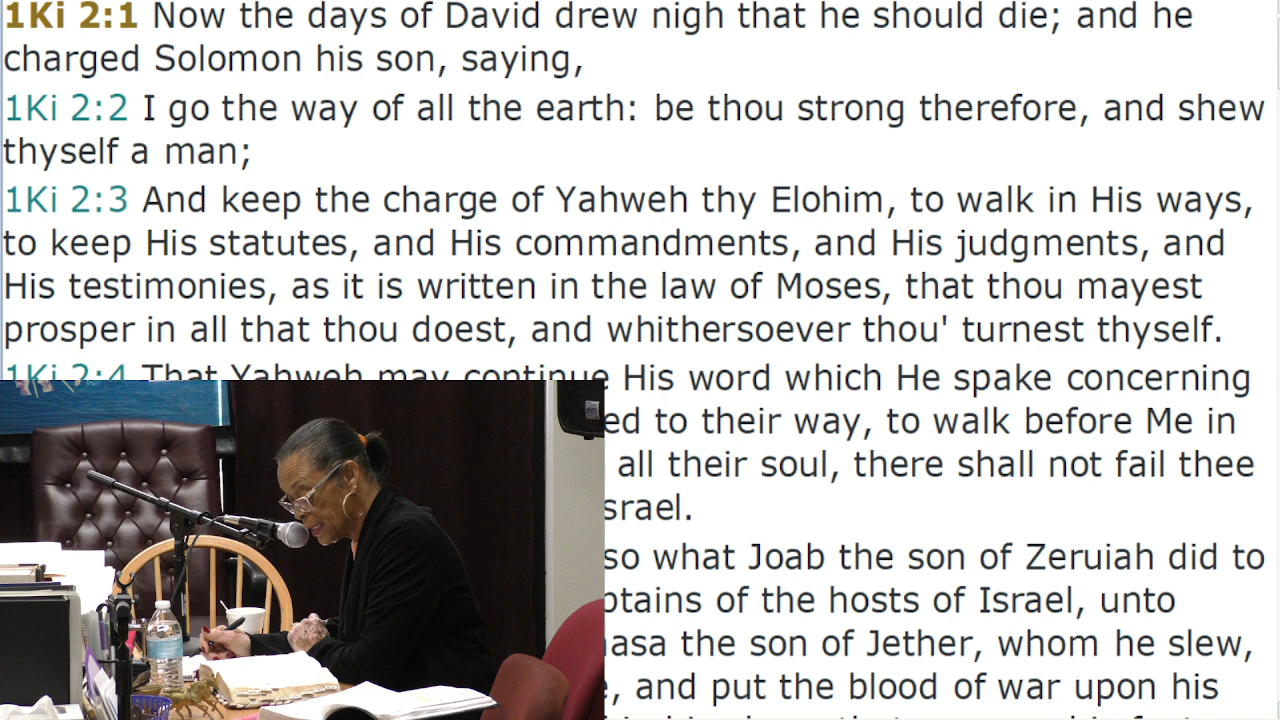 1Ki 2:1 Now the days of David drew nigh that he should die; and he
charged Solomon his son, saying,
1Ki 2:2 I go the way of all the earth: be thou strong therefore, and shew
thyself a man;
1Ki 2:3 And keep the charge of Yahweh thy Elohim, to walk in His ways,
to keep His statutes, and His commandments, and His judgments, and
His testimonies, as it is written in the law of Moses, that thou mayest
prosper in all that thou doest, and whithersoever thou' turnest thyself.
1Ki 2:4 That Yahweh may continue His word which He spake concerning
to their way, to walk before Me in
all their soul, there shall not fail thee
so what Joab the son of Zeruiah did to
of the hosts of Israel, unto
the son of Jether, whom he slew,
and put the blood of war upon his